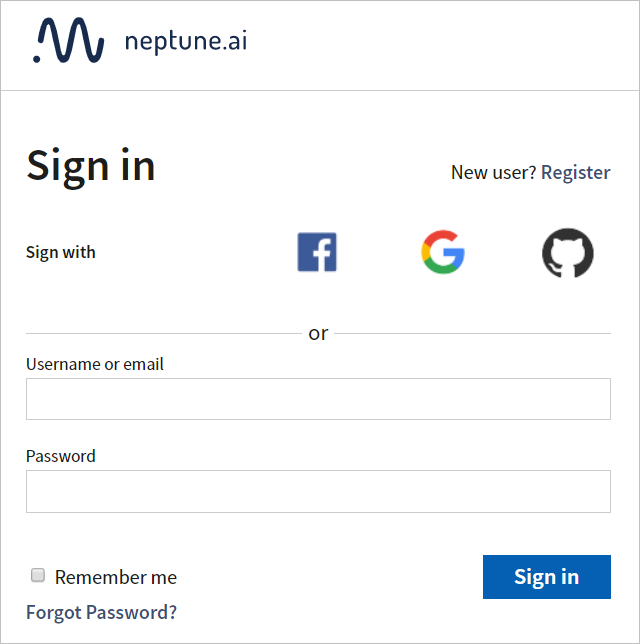 neptune.ai
Sign in
New user? Register
Sign with
or
Username or email
Password
Remember me
Sign in
Forgot Password?